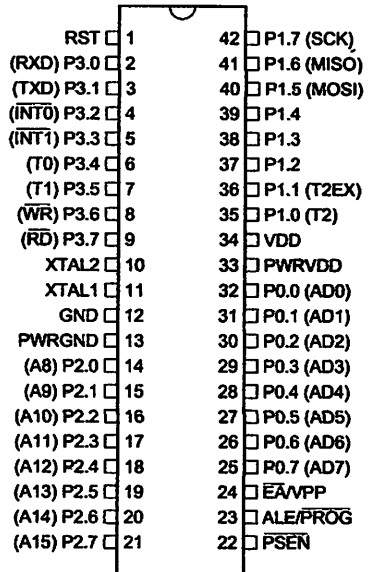 RST 1 42 P1.7 (SCK)
(RXD) P3.0 2 41 P1.6 (MISO)
(TXD) P3.1 3 40 P1.5 (MOSI)
(I̅N̅T̅0̅) P3.2 4 39 P1.4
(I̅N̅T̅1̅) P3.3 5 38 P1.3
(T0) P3.4 6 37 P1.2
(T1) P3.5 7 36 P1.1 (T2EX)
(W̅R̅) P3.6 8 35 P1.0 (T2)
(R̅D̅) P3.7 9 34 VDD
XTAL2 10 33 PWRVDD
XTAL1 11 32 P0.0 (AD0)
GND 12 31 P0.1 (AD1)
PWRGND 13 30 P0.2 (AD2)
(A8) P2.0 14 29 P0.3 (AD3)
(A9) P2.1 15 28 P0.4 (AD4)
(A10) P2.2 16 27 P0.5 (AD5)
(A11) P2.3 17 26 P0.6 (AD6)
(A12) P2.4 18 25 P0.7 (AD7)
(A13) P2.5 19 24 E̅A̅/VPP
(A14) P2.6 20 23 ALE/P̅R̅O̅G̅
(A15) P2.7 21 22 P̅S̅E̅N̅